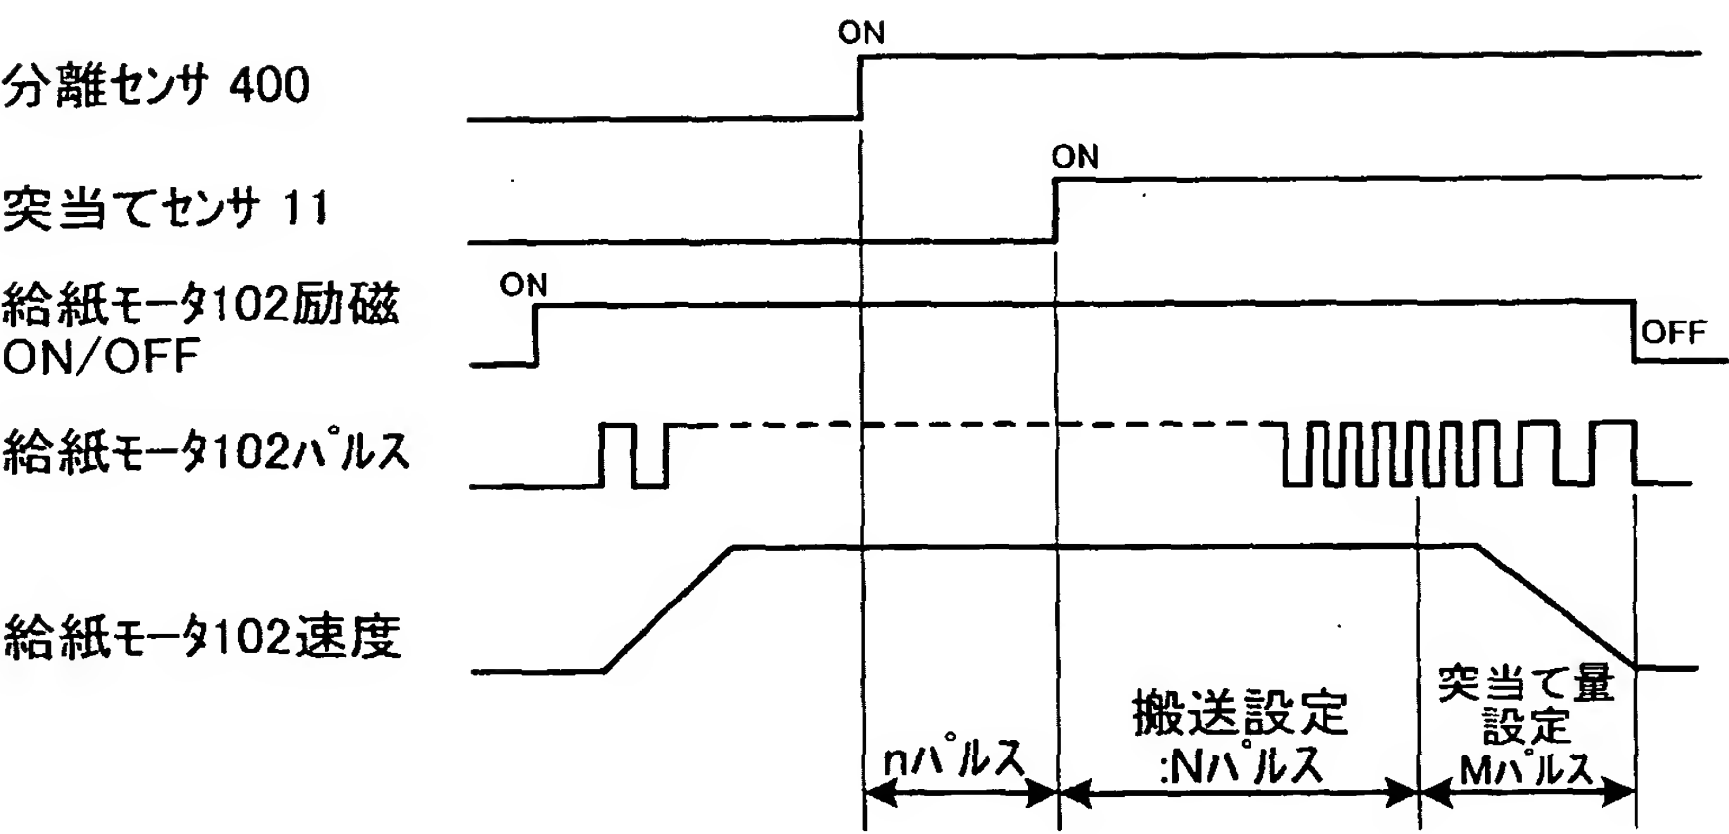 ON
分離センサ 400
ON
突当てセンサ 11
給紙モータ102励磁
ON/OFF
ON
OFF
給紙モータ102パルス
給紙モータ102速度
nパルス
搬送設定
:Nパルス
突当て量
設定
Mパルス